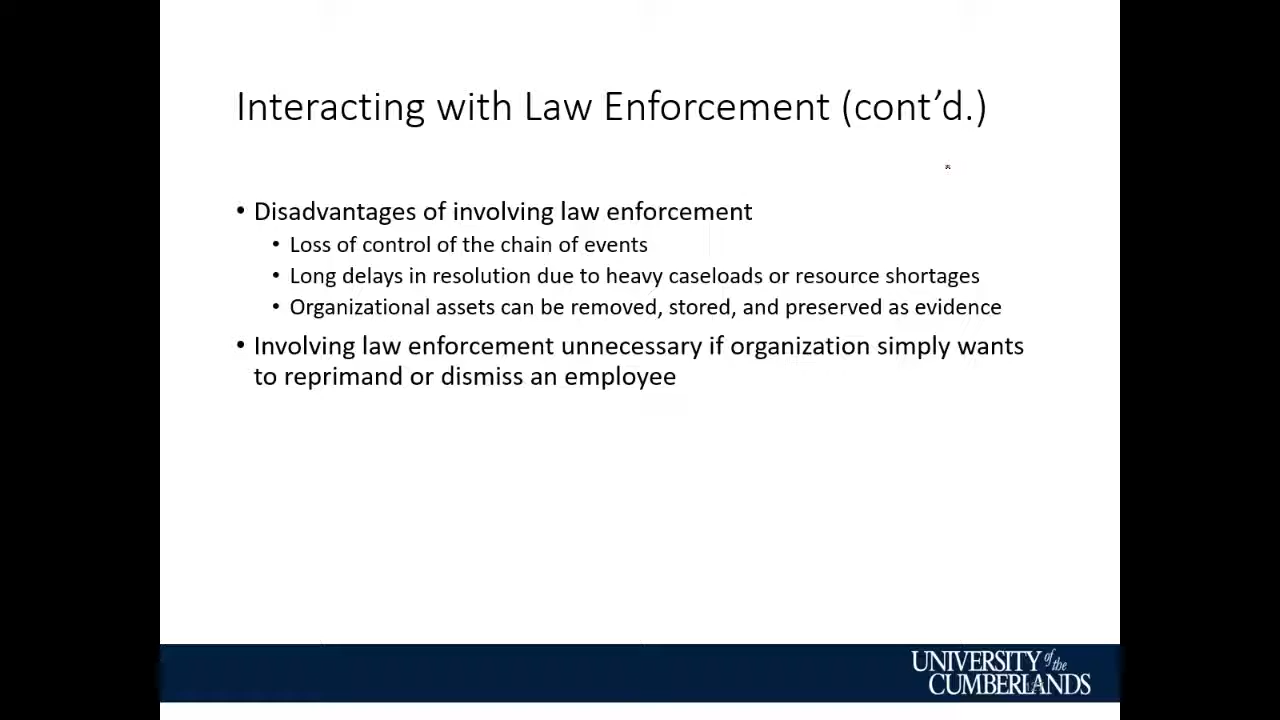 Interacting with Law Enforcement (cont’d.)
• Disadvantages of involving law enforcement
• Loss of control of the chain of events
• Long delays in resolution due to heavy caseloads or resource shortages
• Organizational assets can be removed, stored, and preserved as evidence
• Involving law enforcement unnecessary if organization simply wants
to reprimand or dismiss an employee
UNIVERSITY of the
CUMBERLANDS